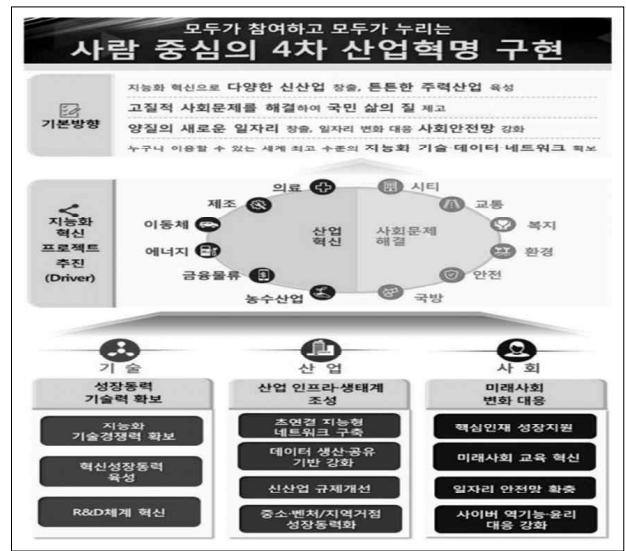 모두가 참여하고 모두가 누리는
사람 중심의 4차 산업혁명 구현
기본방향
지능화 혁신으로 다양한 신산업 창출, 튼튼한 주력산업 육성
고질적 사회문제를 해결하여 국민 삶의 질 제고
양질의 새로운 일자리 창출, 일자리 변화 대응 사회안전망 강화
누구나 이용할 수 있는 세계 최고 수준의 지능화 기술·데이터·네트워크 확보
지능화
혁신
프로젝트
추진
(Driver)
의료
제조
이동체
에너지
금융물류
농수산업
산업
혁신
사회문제
해결
시티
교통
복지
환경
안전
국방
기술
성장동력
기술력 확보
지능화
기술경쟁력 확보
혁신성장동력
육성
R&D체계 혁신
산업
산업 인프라·생태계
조성
초연결 지능형
네트워크 구축
데이터 생산·공유
기반 강화
신산업 규제개선
중소·벤처/지역거점
성장동력화
사회
미래사회
변화 대응
핵심인재 성장지원
미래사회 교육 혁신
일자리 안전망 확충
사이버 역기능·윤리
대응 강화